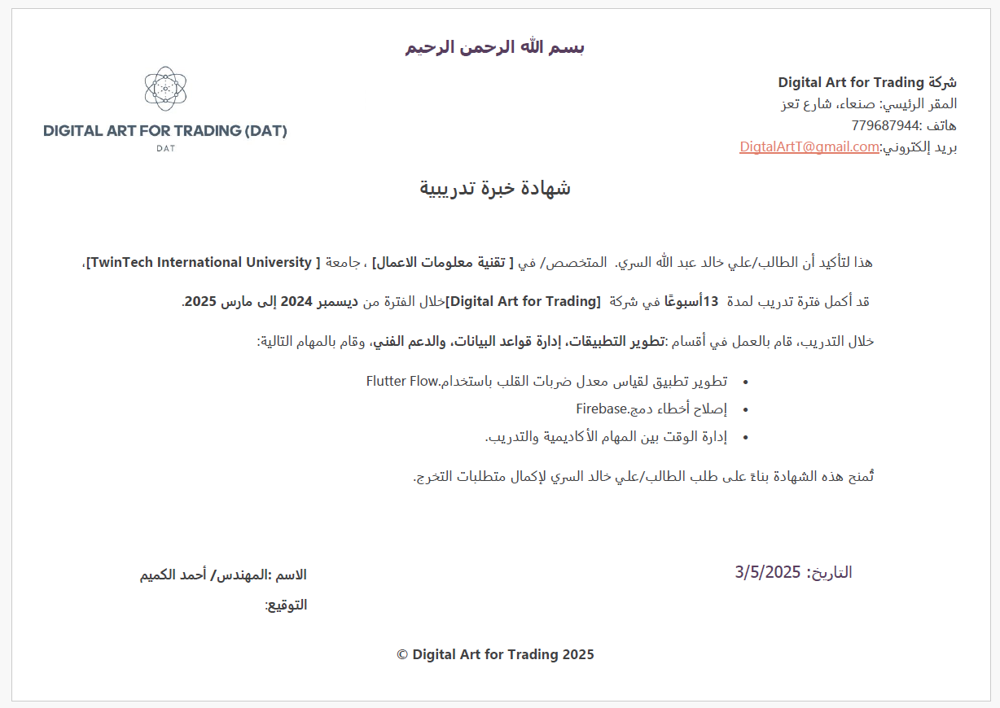 بسم الله الرحمن الرحيم
شركة Digital Art for Trading
المقر الرئيسي: صنعاء، شارع تعز
هاتف :779687944
بريد إلكتروني:DigtalArtT@gmail.com
DIGITAL ART FOR TRADING (DAT)
DAT
شهادة خبرة تدريبية
هذا لتأكيد أن الطالب/علي خالد عبد الله السري. المتخصص/ في [ تقنية معلومات الاعمال] ، جامعة [ TwinTech International University]،
قد أكمل فترة تدريب لمدة 13أسبوعًا في شركة [Digital Art for Trading]خلال الفترة من ديسمبر 2024 إلى مارس 2025.
خلال التدريب، قام بالعمل في أقسام :تطوير التطبيقات، إدارة قواعد البيانات، والدعم الفني، وقام بالمهام التالية:
• تطوير تطبيق لقياس معدل ضربات القلب باستخدام.Flutter Flow
• إصلاح أخطاء دمج.Firebase
• إدارة الوقت بين المهام الأكاديمية والتدريب.
تُمنح هذه الشهادة بناءً على طلب الطالب/علي خالد السري لإكمال متطلبات التخرج.
التاريخ: 3/5/2025
الاسم :المهندس/ أحمد الكميم
التوقيع:
© Digital Art for Trading 2025